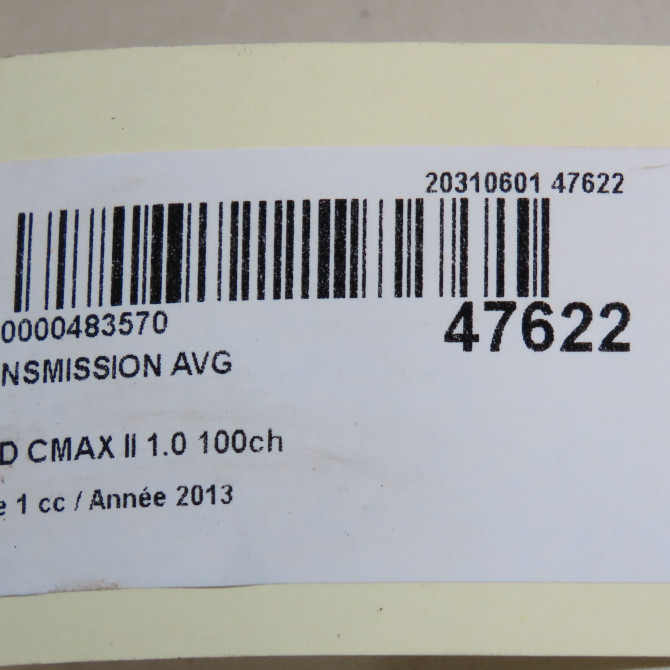 20310601 47622
0000483570
47622
NSMISSION AVG
D CMAX II 1.0 100ch
e 1 cc / Année 2013